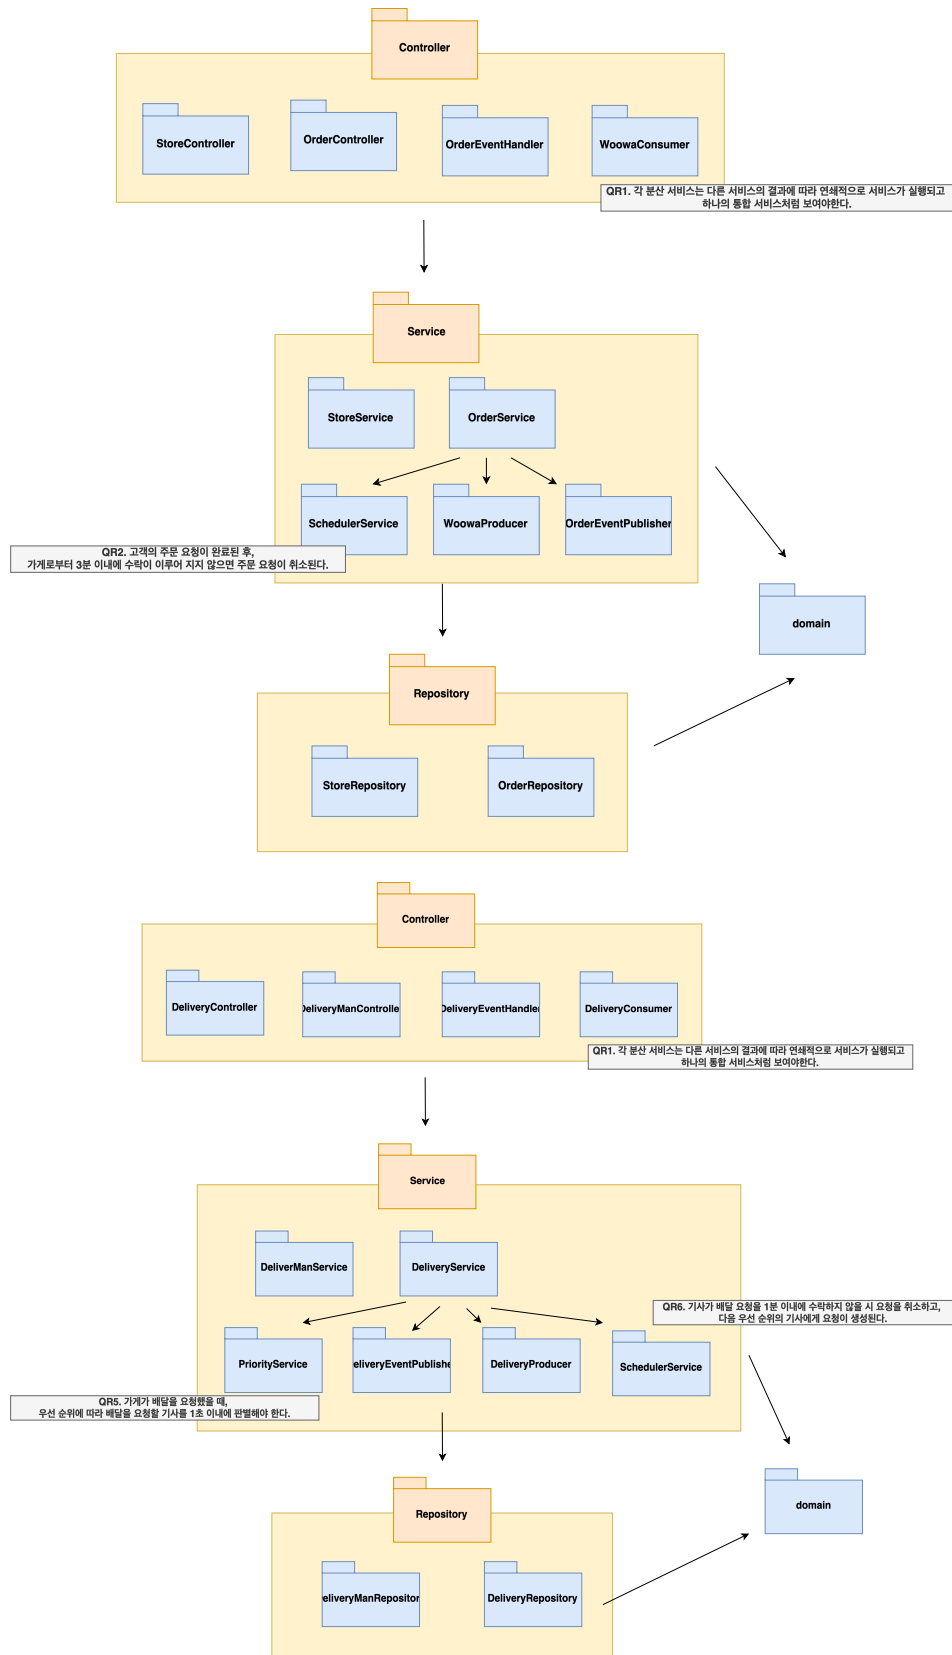 Controller
StoreController
OrderController
OrderEventHandler
WoowaConsumer
QR1. 각 분산 서비스는 다른 서비스의 결과에 따라 연쇄적으로 서비스가 실행되고
하나의 통합 서비스처럼 보여야한다.
Service
StoreService
OrderService
SchedulerService
WoowaProducer
OrderEventPublisher
QR2. 고객의 주문 요청이 완료된 후,
가게로부터 3분 이내에 수락이 이루어 지지 않으면 주문 요청이 취소된다.
domain
Repository
StoreRepository
OrderRepository
Controller
DeliveryController
DeliveryManControlle
DeliveryEventHandler
DeliveryConsumer
QR1. 각 분산 서비스는 다른 서비스의 결과에 따라 연쇄적으로 서비스가 실행되고
하나의 통합 서비스처럼 보여야한다.
Service
DeliverManService
DeliveryService
QR6. 기사가 배달 요청을 1분 이내에 수락하지 않을 시 요청을 취소하고,
다음 우선 순위의 기사에게 요청이 생성된다.
PriorityService
eliveryEventPublishe
DeliveryProducer
SchedulerService
QR5. 가게가 배달을 요청했을 때,
우선 순위에 따라 배달을 요청할 기사를 1초 이내에 판별해야 한다.
domain
Repository
eliveryManRepositor
DeliveryRepository